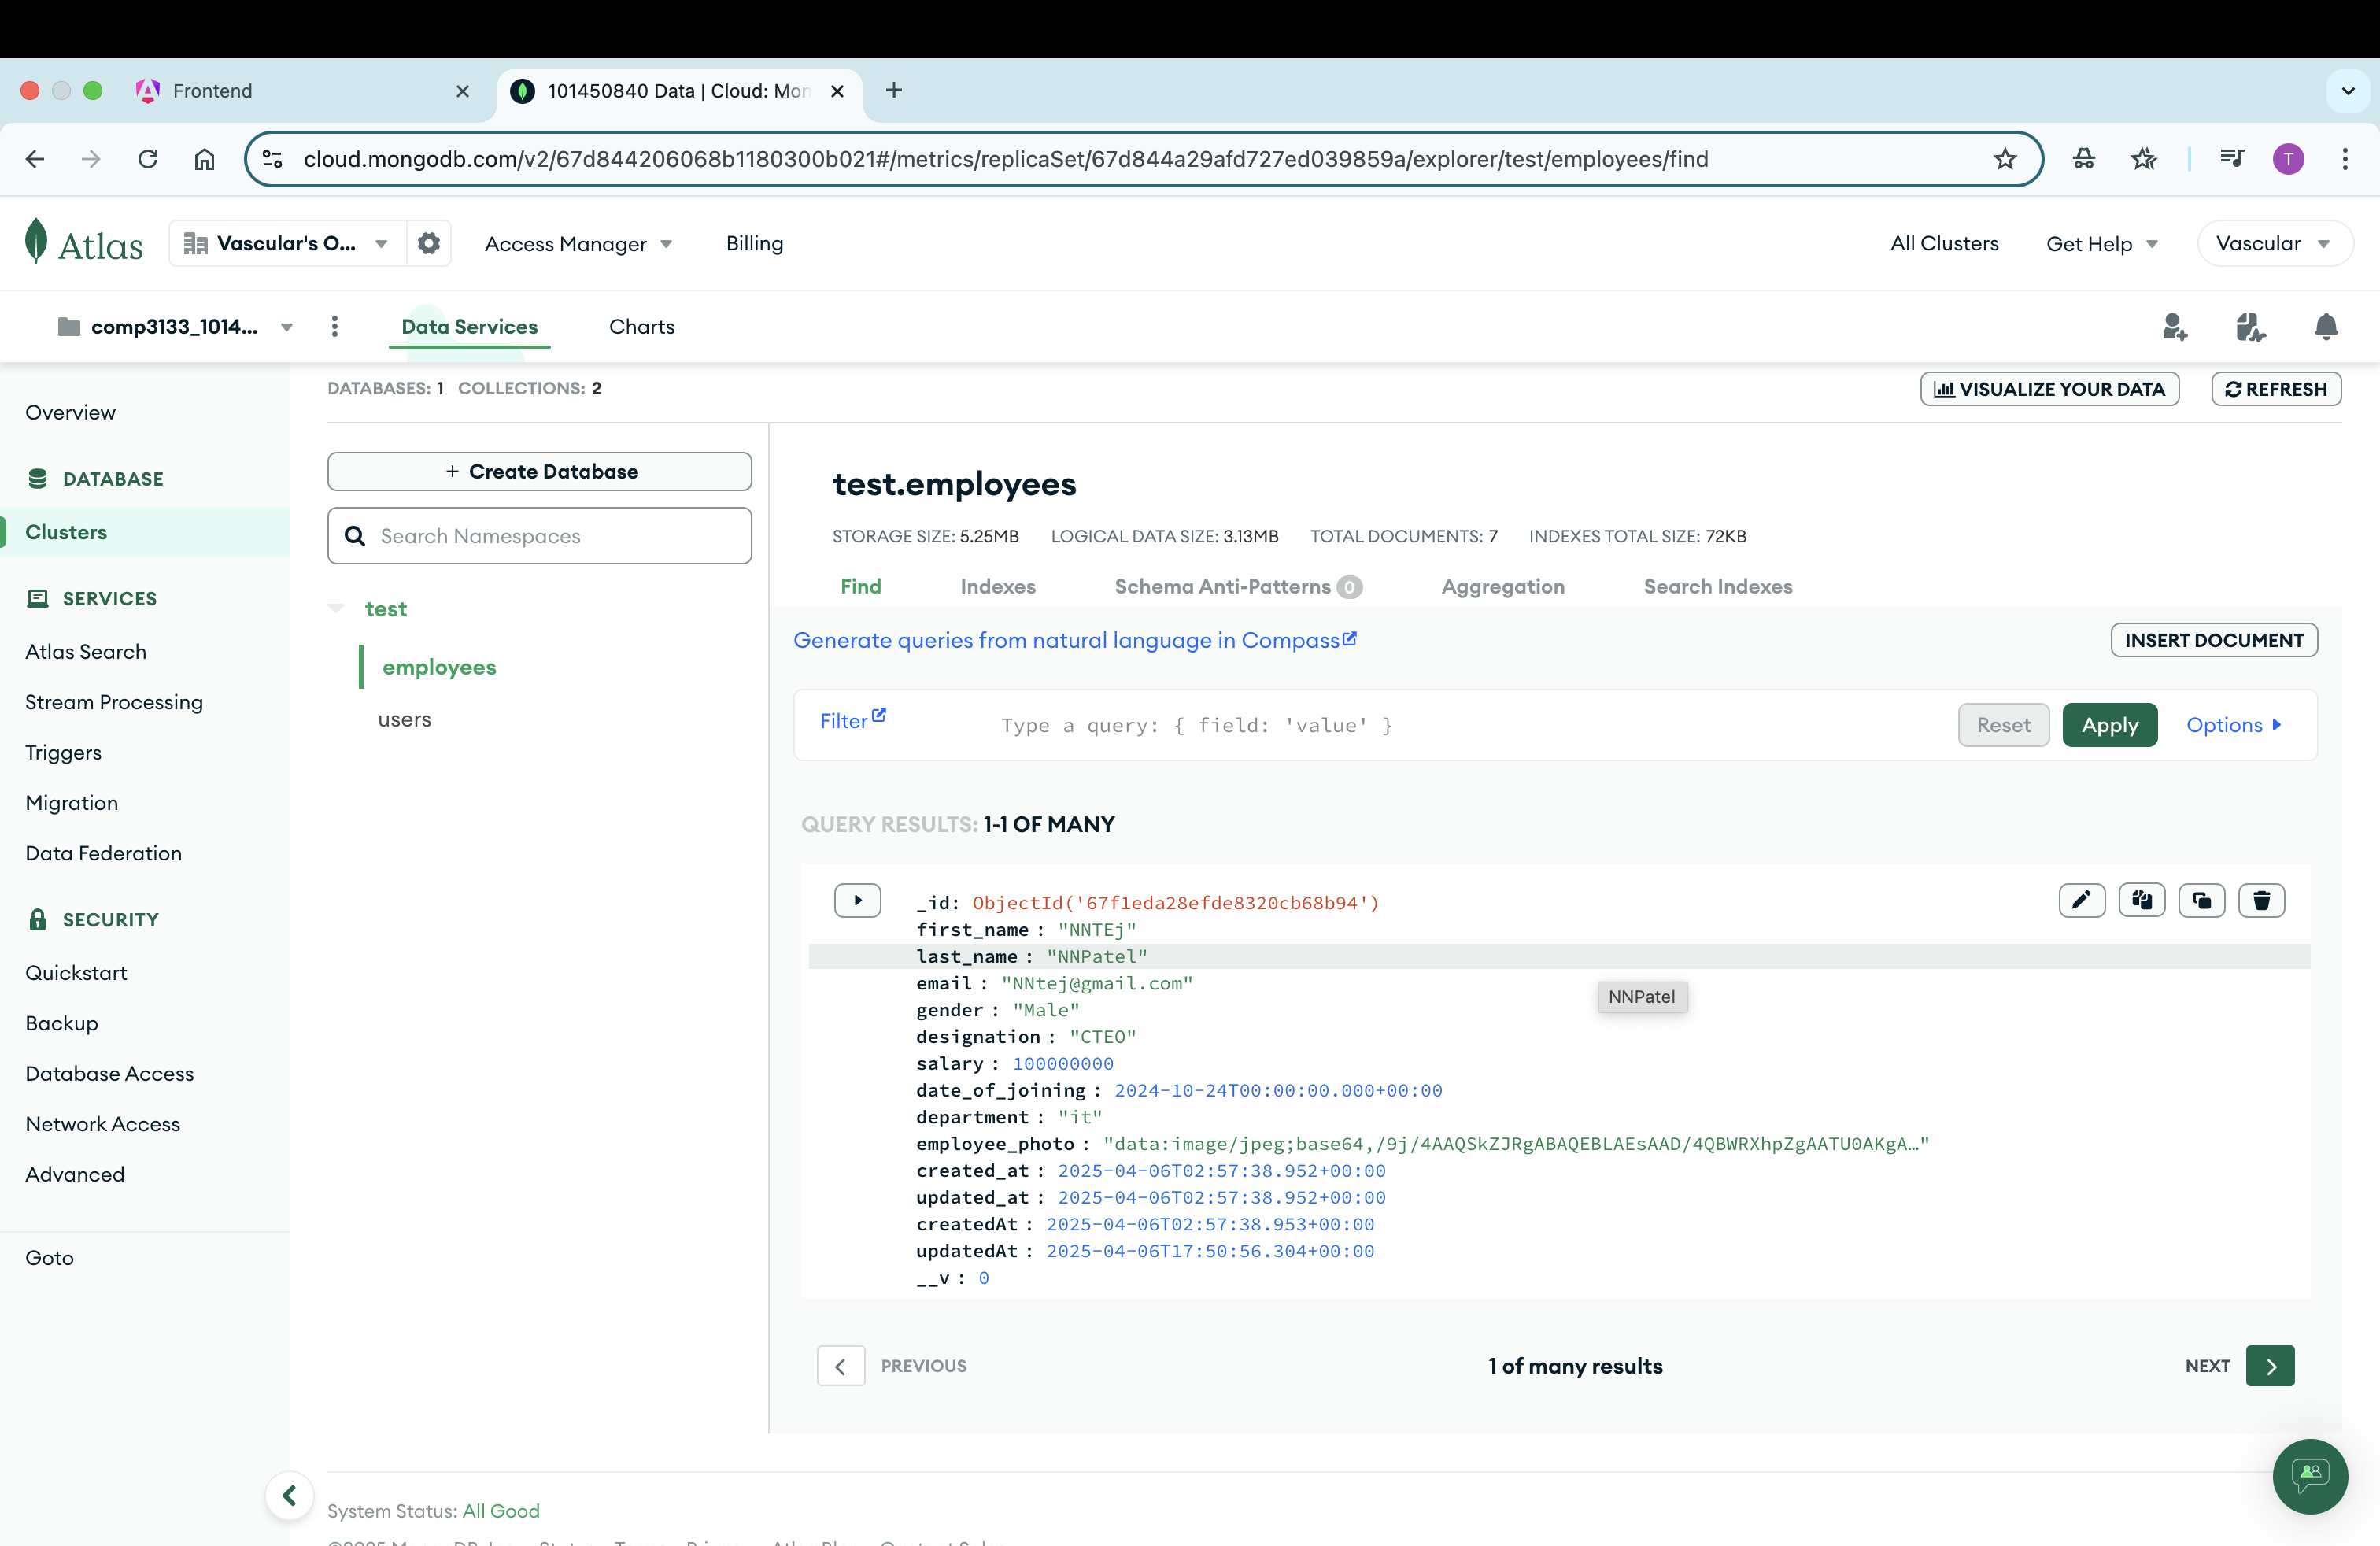 Frontend
101450840 Data | Cloud: Mon
cloud.mongodb.com/v2/67d844206068b1180300b021#/metrics/replicaSet/67d844a29afd727ed039859a/explorer/test/employees/find
T
Atlas
Vascular's O...
Access Manager
Billing
All Clusters
Get Help
Vascular
comp3133_1014...
Data Services
Charts
Overview
DATABASE
Clusters
SERVICES
Atlas Search
Stream Processing
Triggers
Migration
Data Federation
SECURITY
Quickstart
Backup
Database Access
Network Access
Advanced
Goto
DATABASES: 1 COLLECTIONS: 2
VISUALIZE YOUR DATA
REFRESH
+ Create Database
Search Namespaces
test
employees
users
test.employees
STORAGE SIZE: 5.25MB LOGICAL DATA SIZE: 3.13MB TOTAL DOCUMENTS: 7 INDEXES TOTAL SIZE: 72KB
Find Indexes Schema Anti-Patterns 0 Aggregation Search Indexes
Generate queries from natural language in Compass
INSERT DOCUMENT
Filter
Type a query: { field: 'value' }
Reset
Apply
Options
QUERY RESULTS: 1-1 OF MANY
_id: ObjectId('67f1eda28efde8320cb68b94')
first_name : "NNTEj"
last_name : "NNPatel"
email : "NNtej@gmail.com"
NNPatel
gender : "Male"
designation : "CTEO"
salary : 100000000
date_of_joining : 2024-10-24T00:00:00.000+00:00
department : "it"
employee_photo : "data:image/jpeg;base64,/9j/4AAQSkZJRgABAQEBLAEsAAD/4QBWRXhpZgAATU0AKgA…"
created_at : 2025-04-06T02:57:38.952+00:00
updated_at : 2025-04-06T02:57:38.952+00:00
createdAt : 2025-04-06T02:57:38.953+00:00
updatedAt : 2025-04-06T17:50:56.304+00:00
__v : 0
PREVIOUS
1 of many results
NEXT
System Status: All Good